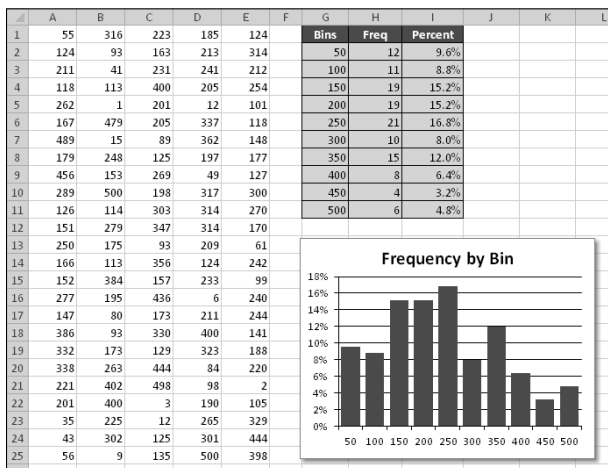 A B C D E F G H I J K L
1 55 316 223 185 124 Bins Freq Percent
2 124 93 163 213 314 50 12 9.6%
3 211 41 231 241 212 100 11 8.8%
4 118 113 400 205 254 150 19 15.2%
5 262 1 201 12 101 200 19 15.2%
6 167 479 205 337 118 250 21 16.8%
7 489 15 89 362 148 300 10 8.0%
8 179 248 125 197 177 350 15 12.0%
9 456 153 269 49 127 400 8 6.4%
10 289 500 198 317 300 450 4 3.2%
11 126 114 303 314 270 500 6 4.8%
12 151 279 347 314 170
13 250 175 93 209 61
14 166 113 356 124 242
15 152 384 157 233 99
16 277 195 436 6 240
17 147 80 173 211 244
18 386 93 330 400 141
19 332 173 129 323 188
20 338 263 444 84 220
21 221 402 498 98 2
22 201 400 3 190 105
23 35 225 12 265 329
24 43 302 125 301 444
25 56 9 135 500 398
Frequency by Bin
18%
16%
14%
12%
10%
8%
6%
4%
2%
0%
50 100 150 200 250 300 350 400 450 500